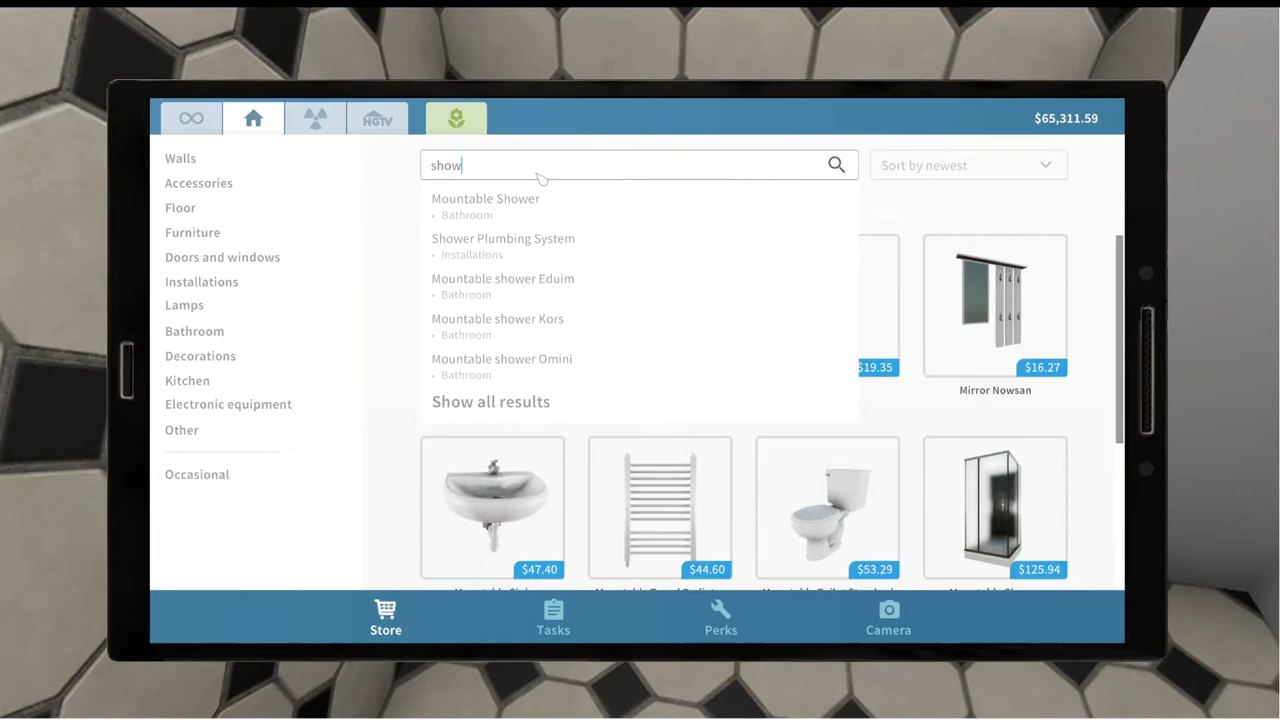 HGTV
$65,311.59
Walls
Accessories
Floor
Furniture
Doors and windows
Installations
Lamps
Bathroom
Decorations
Kitchen
Electronic equipment
Other
Occasional
show
Sort by newest
Mountable Shower
• Bathroom
Shower Plumbing System
• Installations
Mountable shower Eduim
• Bathroom
Mountable shower Kors
• Bathroom
Mountable shower Omini
• Bathroom
Show all results
$19.35
$16.27
Mirror Nowsan
$47.40
$44.60
$53.29
$125.94
Store
Tasks
Perks
Camera